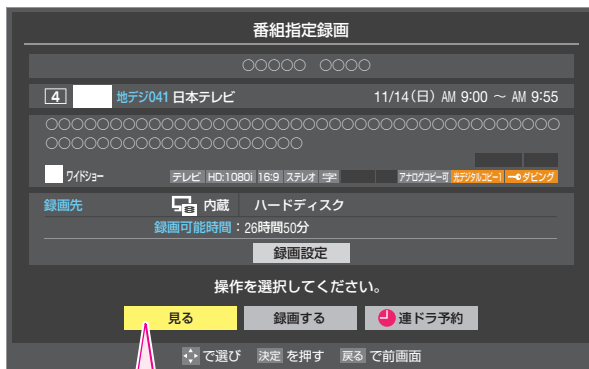 番組指定録画
○○○○○ ○○○○
4 地デジ041 日本テレビ 11/14(日) AM 9:00 ～ AM 9:55
○○○○○○○○○○○○○○○○○○○○○○○○○○○○○○○○
○○○○○○○○○○○○○○○○
ワイドショー テレビ HD:1080i 16:9 ステレオ 字 アナログコピー可 光デジタルコピー1 ダビング
録画先 内蔵 ハードディスク
録画可能時間：26時間50分
録画設定
操作を選択してください。
見る 録画する 連ドラ予約
で選び 決定 を押す 戻る で前画面